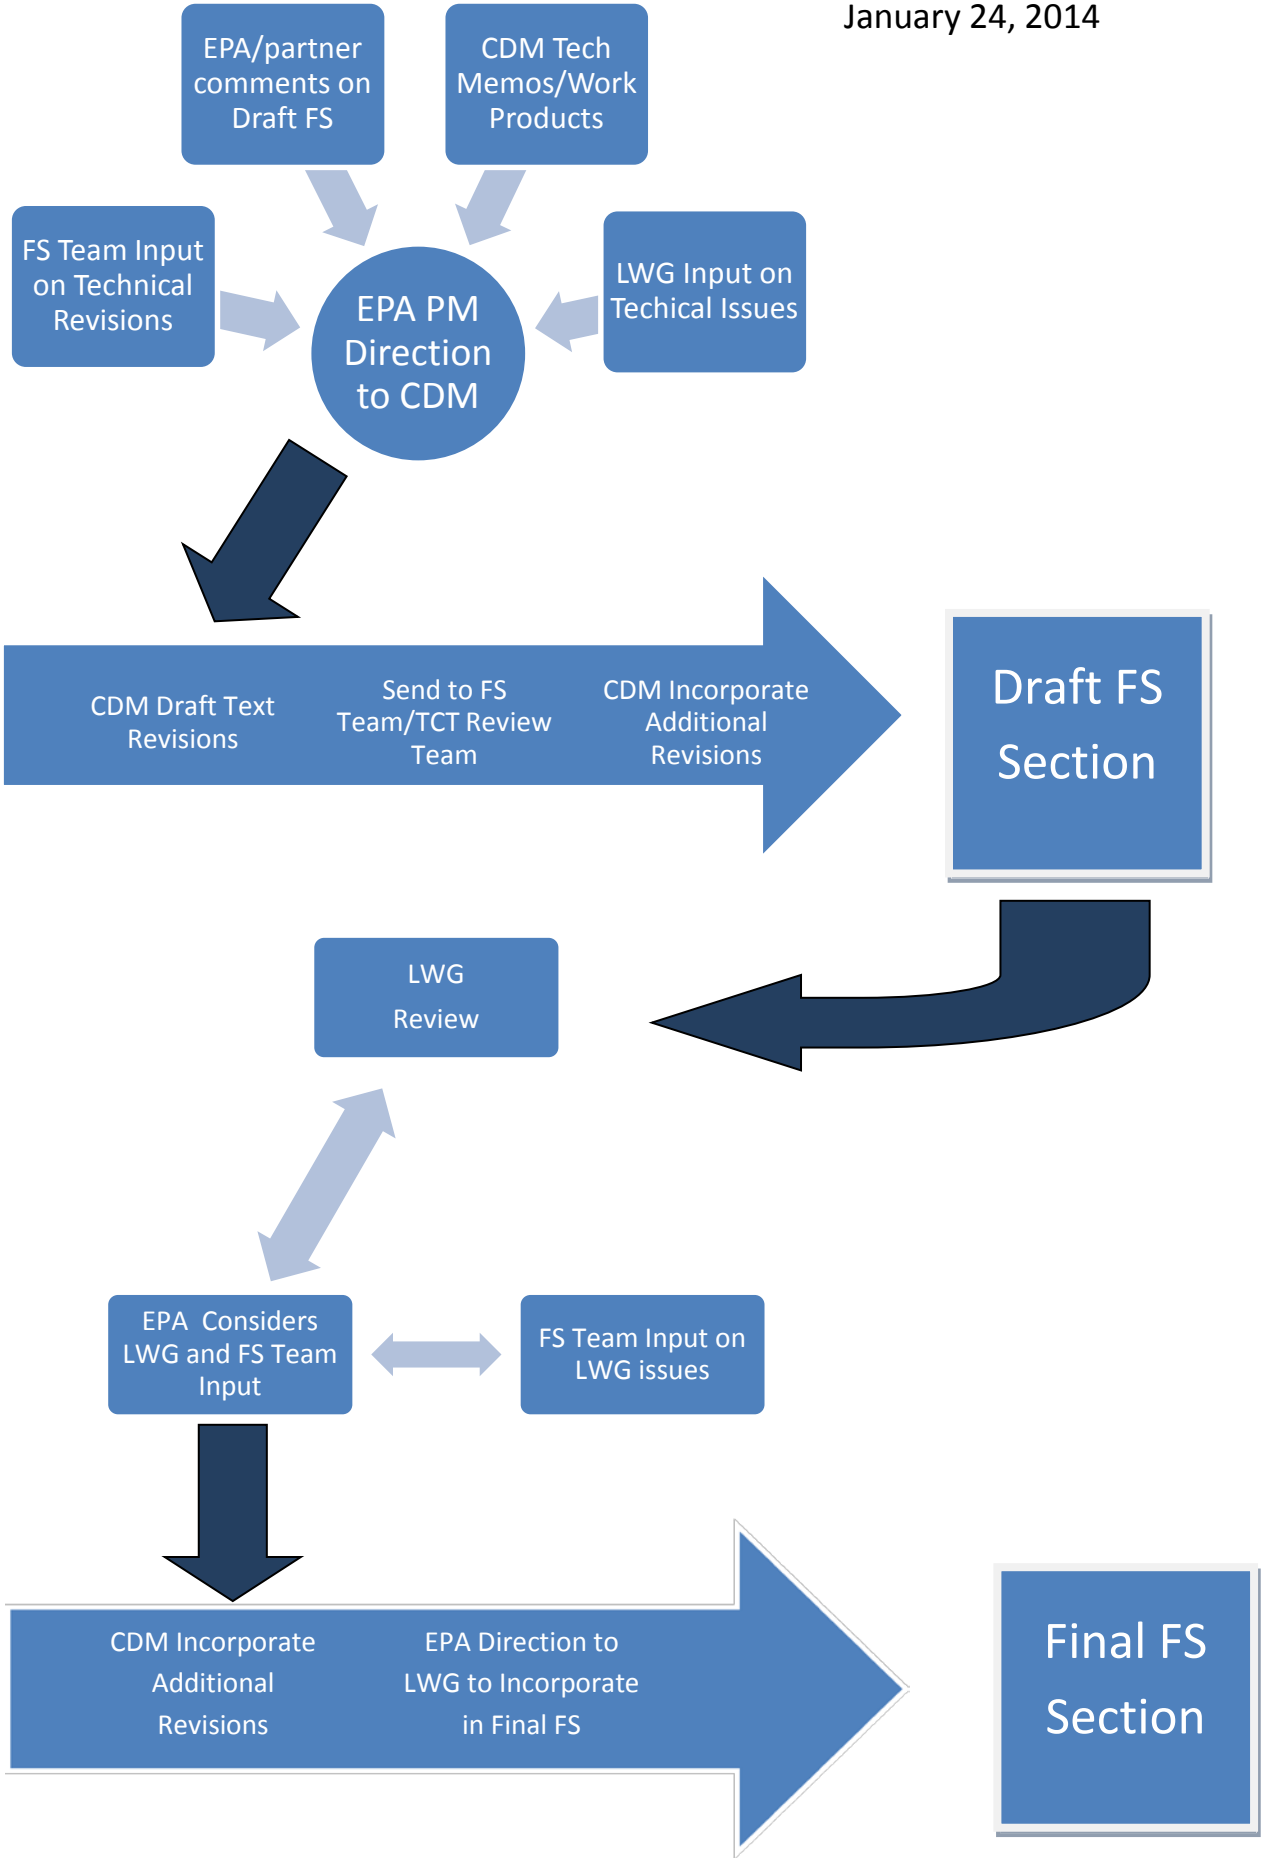 January 24, 2014
EPA/partner
comments on
Draft FS
CDM Tech
Memos/Work
Products
FS Team Input
on Technical
Revisions
LWG Input on
Techical Issues
EPA PM
Direction
to CDM
CDM Draft Text
Revisions
Send to FS
Team/TCT Review
Team
CDM Incorporate
Additional
Revisions
Draft FS
Section
LWG
Review
EPA  Considers
LWG and FS Team
Input
FS Team Input on
LWG issues
CDM Incorporate
Additional
Revisions
EPA Direction to
LWG to Incorporate
in Final FS
Final FS
Section